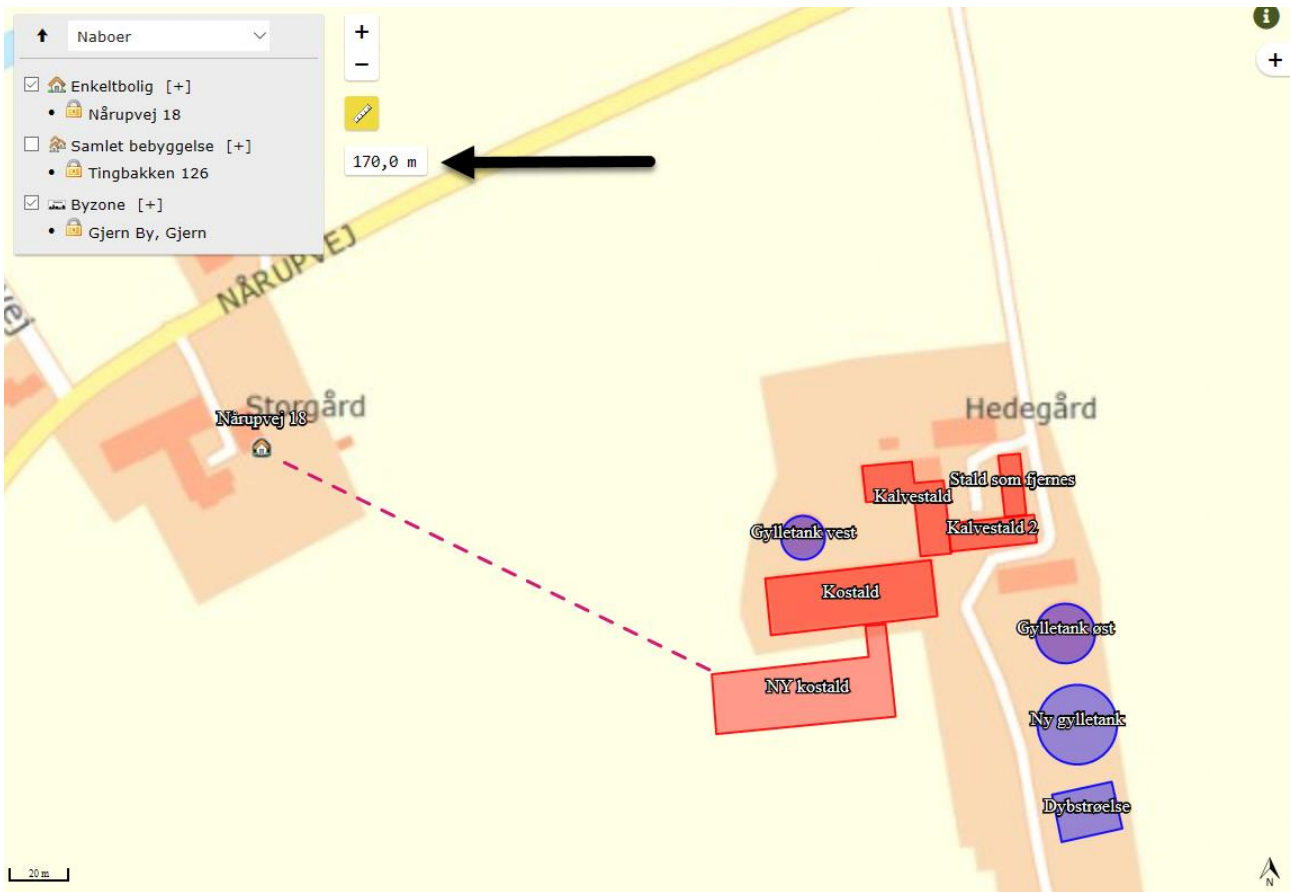 Naboer
Enkeltbolig [+]
Nårupvej 18
Samlet bebyggelse [+]
Tingbakken 126
Byzone [+]
Gjern By, Gjern
+
−
170,0 m
i
+
NÅRUPVEJ
vej
Storgård
Nårupvej 18
Hedegård
Stald som fjernes
Kalvestald
Kalvestald 2
Gylletank vest
Kostald
Gylletank øst
NY kostald
Ny gylletank
Dybstrøelse
20 m
N